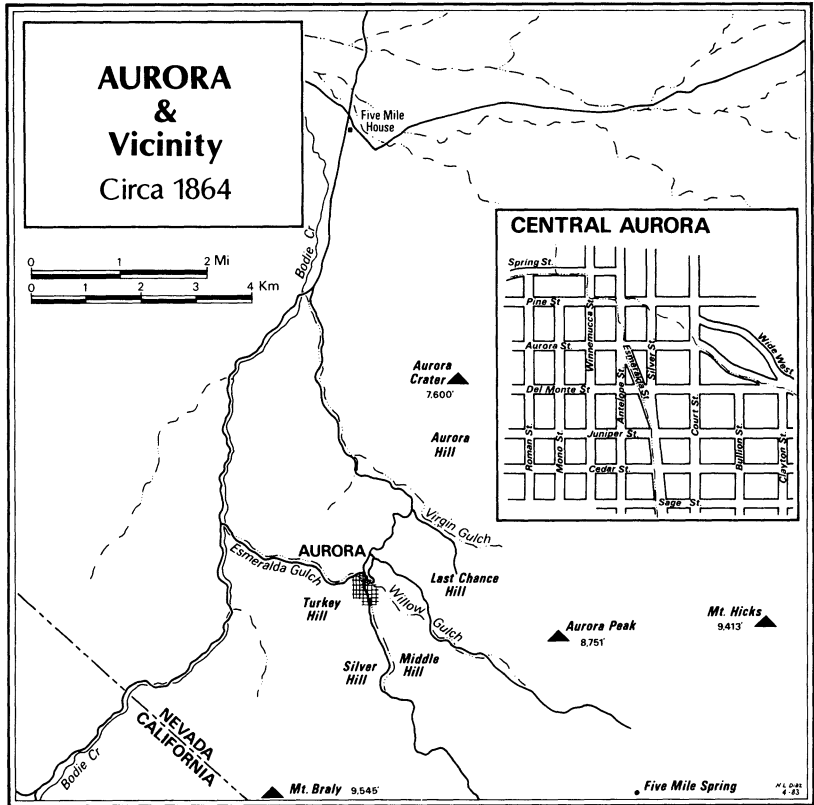 AURORA
&
Vicinity
Circa 1864
0 1 2 Mi
0 1 2 3 4 Km
Five Mile
House
Bodie Cr
CENTRAL AURORA
Spring St.
Pine St
Winnemucca St.
Silver St.
Wide West
Aurora St.
Esmeralda St.
Antelope St.
Del Monte St
Court St.
Juniper St.
Roman St.
Mono St.
Bullion St.
Clayton St.
Cedar St.
Sage St.
Aurora
Crater
7,600'
Aurora
Hill
Virgin Gulch
AURORA
Esmeralda Gulch
Last Chance
Hill
Turkey
Hill
Willow Gulch
Aurora Peak
8,751'
Mt. Hicks
9,413'
Silver
Hill
Middle
Hill
NEVADA
CALIFORNIA
Bodie Cr
Mt. Braly 9,545'
Five Mile Spring
4-83